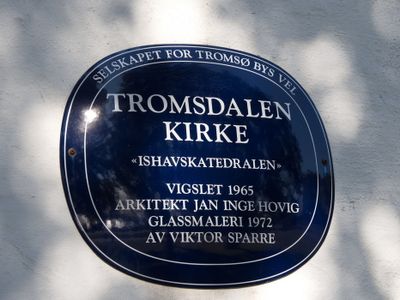 SELSKAPET FOR TROMSØ BYS VEL
TROMSDALEN
KIRKE
«ISHAVSKATEDRALEN»
VIGSLET 1965
ARKITEKT JAN INGE HOVIG
GLASSMALERI 1972
AV VIKTOR SPARRE